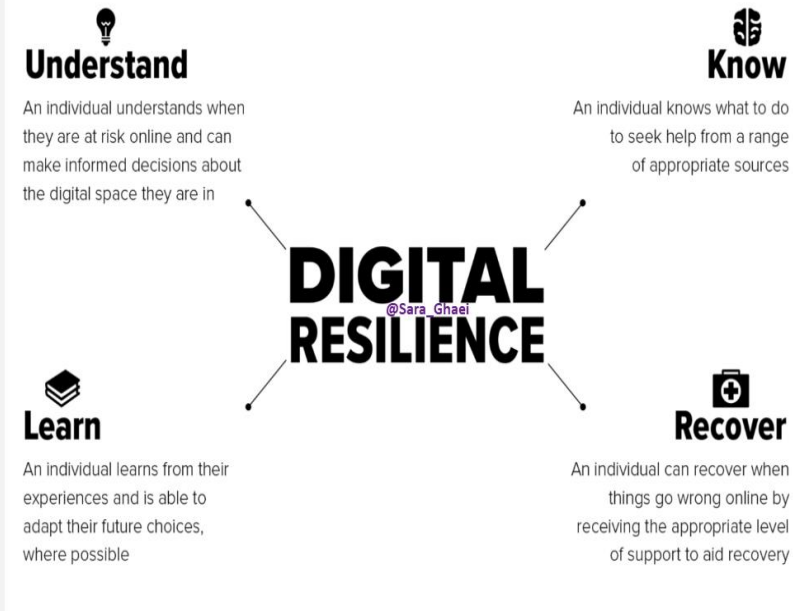 Understand
An individual understands when
they are at risk online and can
make informed decisions about
the digital space they are in
Know
An individual knows what to do
to seek help from a range
of appropriate sources
DIGITAL
@Sara_Ghaei
RESILIENCE
Learn
An individual learns from their
experiences and is able to
adapt their future choices,
where possible
Recover
An individual can recover when
things go wrong online by
receiving the appropriate level
of support to aid recovery